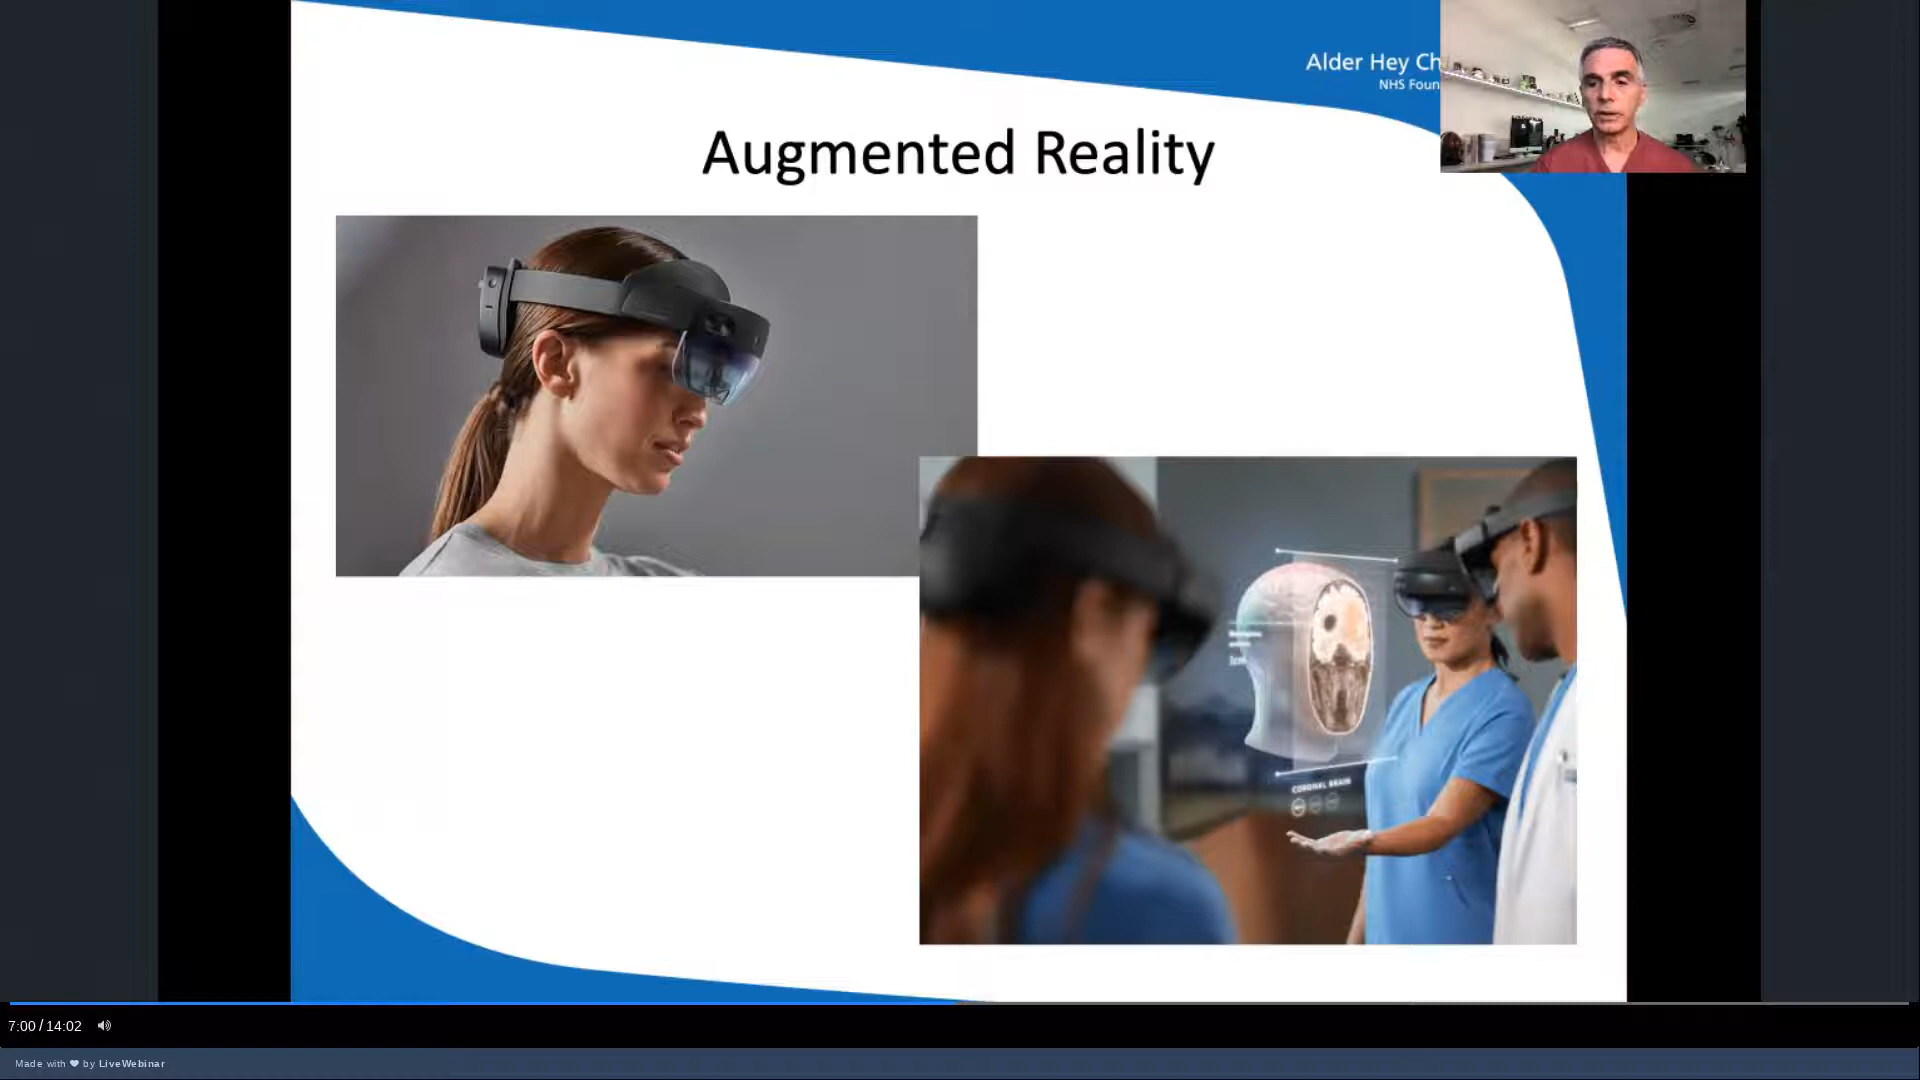 Alder Hey Ch
NHS Foun
Augmented Reality
CORONAL BRAIN
7:00 / 14:02
Made with ❤ by LiveWebinar